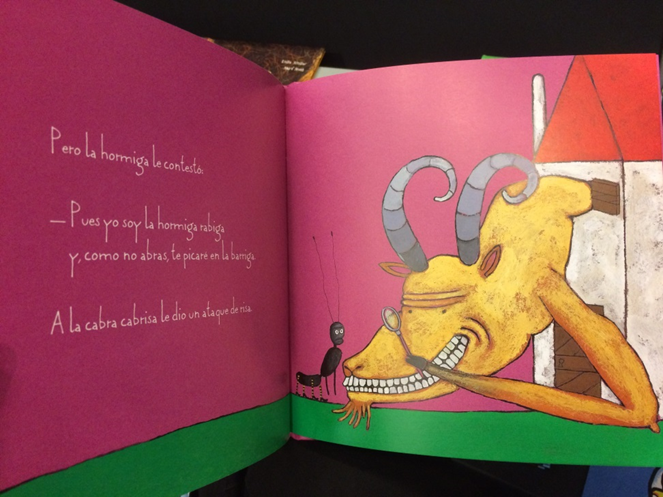 Pero la hormiga le contestó:
—Pues yo soy la hormiga rabiga
y, como no abras, te picaré en la barriga.
A la cabra cabrisa le dio un ataque de risa.